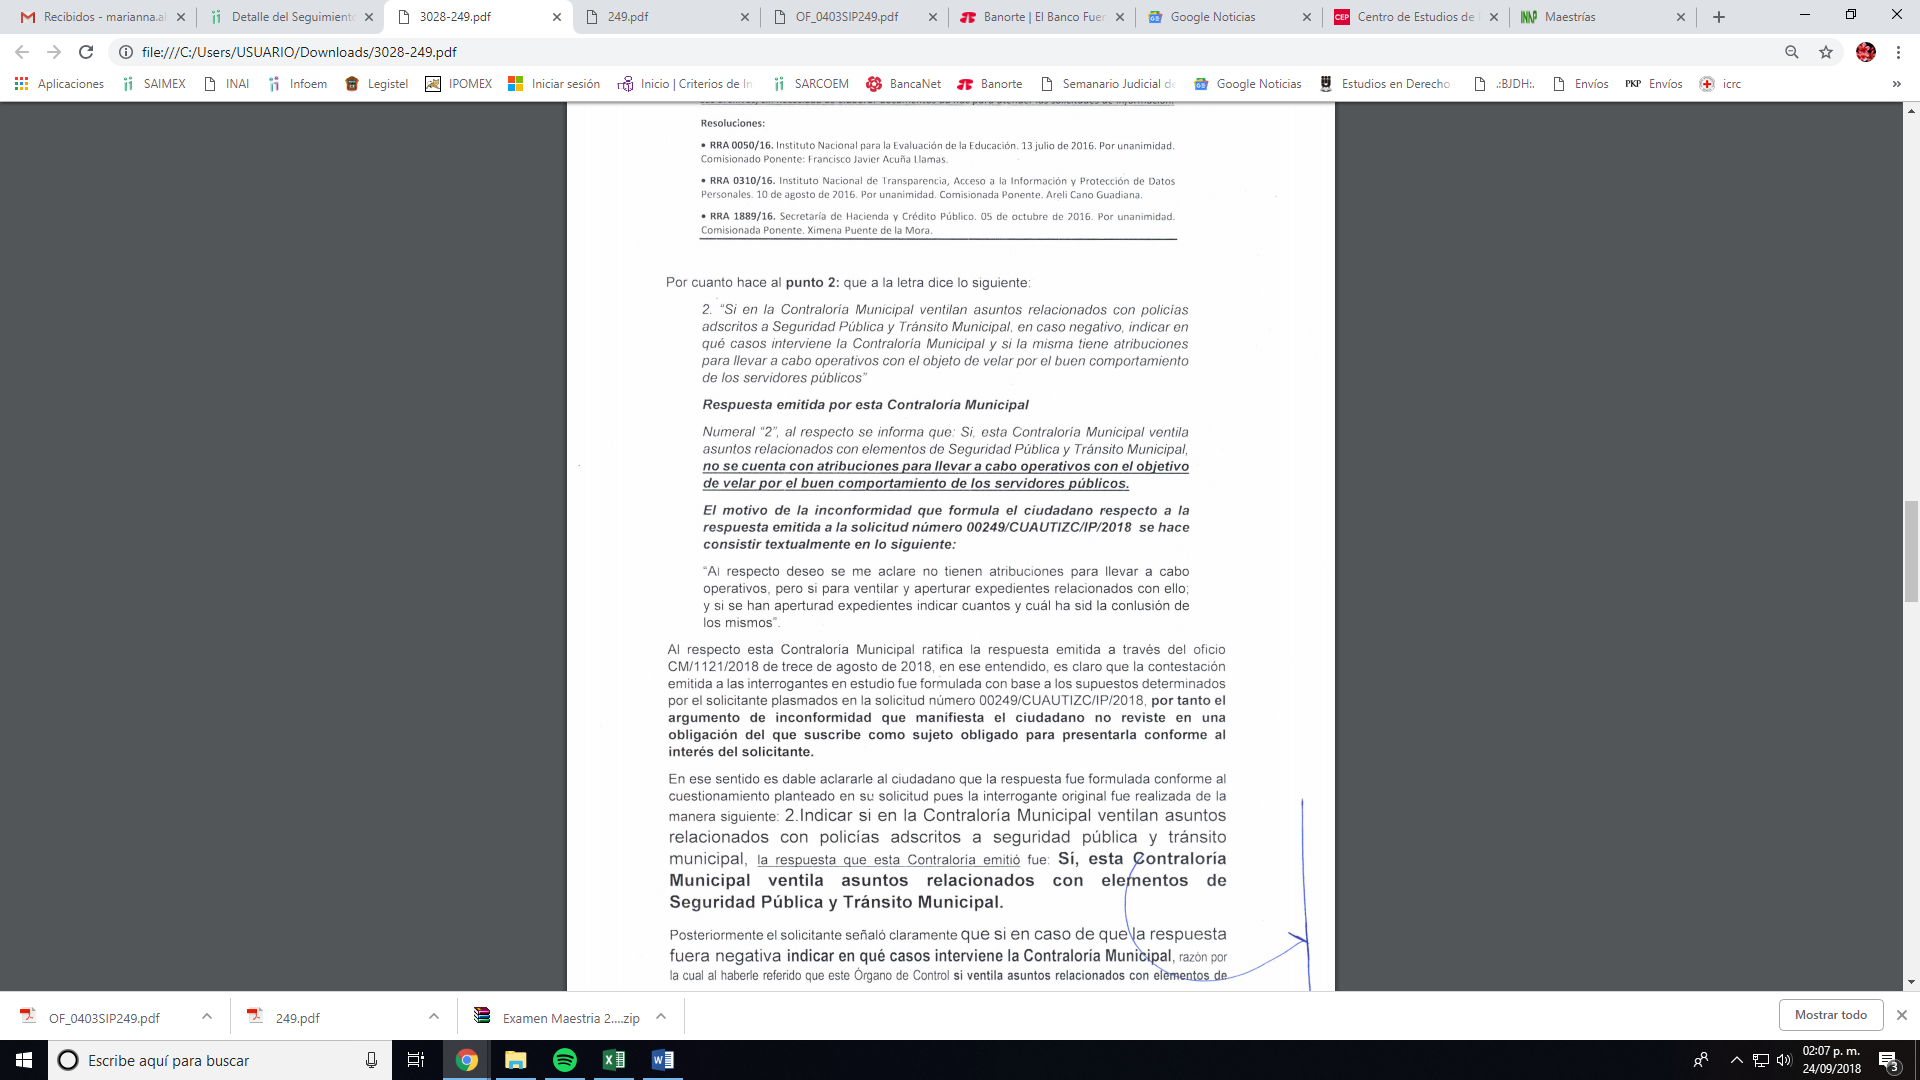 Recibidos - marianna.al
Detalle del Seguimiento
3028-249.pdf
249.pdf
OF_0403SIP249.pdf
Banorte | El Banco Fuer
Google Noticias
Centro de Estudios de
Maestrías
file:///C:/Users/USUARIO/Downloads/3028-249.pdf
Aplicaciones
SAIMEX
INAI
Infoem
Legistel
IPOMEX
Iniciar sesión
Inicio | Criterios de In
SARCOEM
BancaNet
Banorte
Semanario Judicial de
Google Noticias
Estudios en Derecho
.:BJDH:.
Envíos
PKP Envíos
icrc
Resoluciones:
• RRA 0050/16. Instituto Nacional para la Evaluación de la Educación. 13 julio de 2016. Por unanimidad.
Comisionado Ponente: Francisco Javier Acuña Llamas.
• RRA 0310/16. Instituto Nacional de Transparencia, Acceso a la Información y Protección de Datos
Personales. 10 de agosto de 2016. Por unanimidad. Comisionada Ponente. Areli Cano Guadiana.
• RRA 1889/16. Secretaría de Hacienda y Crédito Público. 05 de octubre de 2016. Por unanimidad.
Comisionada Ponente. Ximena Puente de la Mora.
Por cuanto hace al punto 2: que a la letra dice lo siguiente:
2. “Si en la Contraloría Municipal ventilan asuntos relacionados con policías
adscritos a Seguridad Pública y Tránsito Municipal, en caso negativo, indicar en
qué casos interviene la Contraloría Municipal y si la misma tiene atribuciones
para llevar a cabo operativos con el objeto de velar por el buen comportamiento
de los servidores públicos”
Respuesta emitida por esta Contraloría Municipal
Numeral “2”, al respecto se informa que: Si, esta Contraloría Municipal ventila
asuntos relacionados con elementos de Seguridad Pública y Tránsito Municipal,
no se cuenta con atribuciones para llevar a cabo operativos con el objetivo
de velar por el buen comportamiento de los servidores públicos.
El motivo de la inconformidad que formula el ciudadano respecto a la
respuesta emitida a la solicitud número 00249/CUAUTIZC/IP/2018 se hace
consistir textualmente en lo siguiente:
“Al respecto deseo se me aclare no tienen atribuciones para llevar a cabo
operativos, pero si para ventilar y aperturar expedientes relacionados con ello;
y si se han aperturad expedientes indicar cuantos y cuál ha sid la conlusión de
los mismos”.
Al respecto esta Contraloría Municipal ratifica la respuesta emitida a través del oficio
CM/1121/2018 de trece de agosto de 2018, en ese entendido, es claro que la contestación
emitida a las interrogantes en estudio fue formulada con base a los supuestos determinados
por el solicitante plasmados en la solicitud número 00249/CUAUTIZC/IP/2018, por tanto el
argumento de inconformidad que manifiesta el ciudadano no reviste en una
obligación del que suscribe como sujeto obligado para presentarla conforme al
interés del solicitante.
En ese sentido es dable aclararle al ciudadano que la respuesta fue formulada conforme al
cuestionamiento planteado en su solicitud pues la interrogante original fue realizada de la
manera siguiente: 2.Indicar si en la Contraloría Municipal ventilan asuntos
relacionados con policías adscritos a seguridad pública y tránsito
municipal, la respuesta que esta Contraloría emitió fue: Sí, esta Contraloría
Municipal ventila asuntos relacionados con elementos de
Seguridad Pública y Tránsito Municipal.
Posteriormente el solicitante señaló claramente que si en caso de que la respuesta
fuera negativa indicar en qué casos interviene la Contraloría Municipal, razón por
la cual al haberle referido que este Órgano de Control si ventila asuntos relacionados con elementos de
OF_0403SIP249.pdf
249.pdf
Examen Maestria 2....zip
Mostrar todo
Escribe aquí para buscar
02:07 p. m.
24/09/2018
3